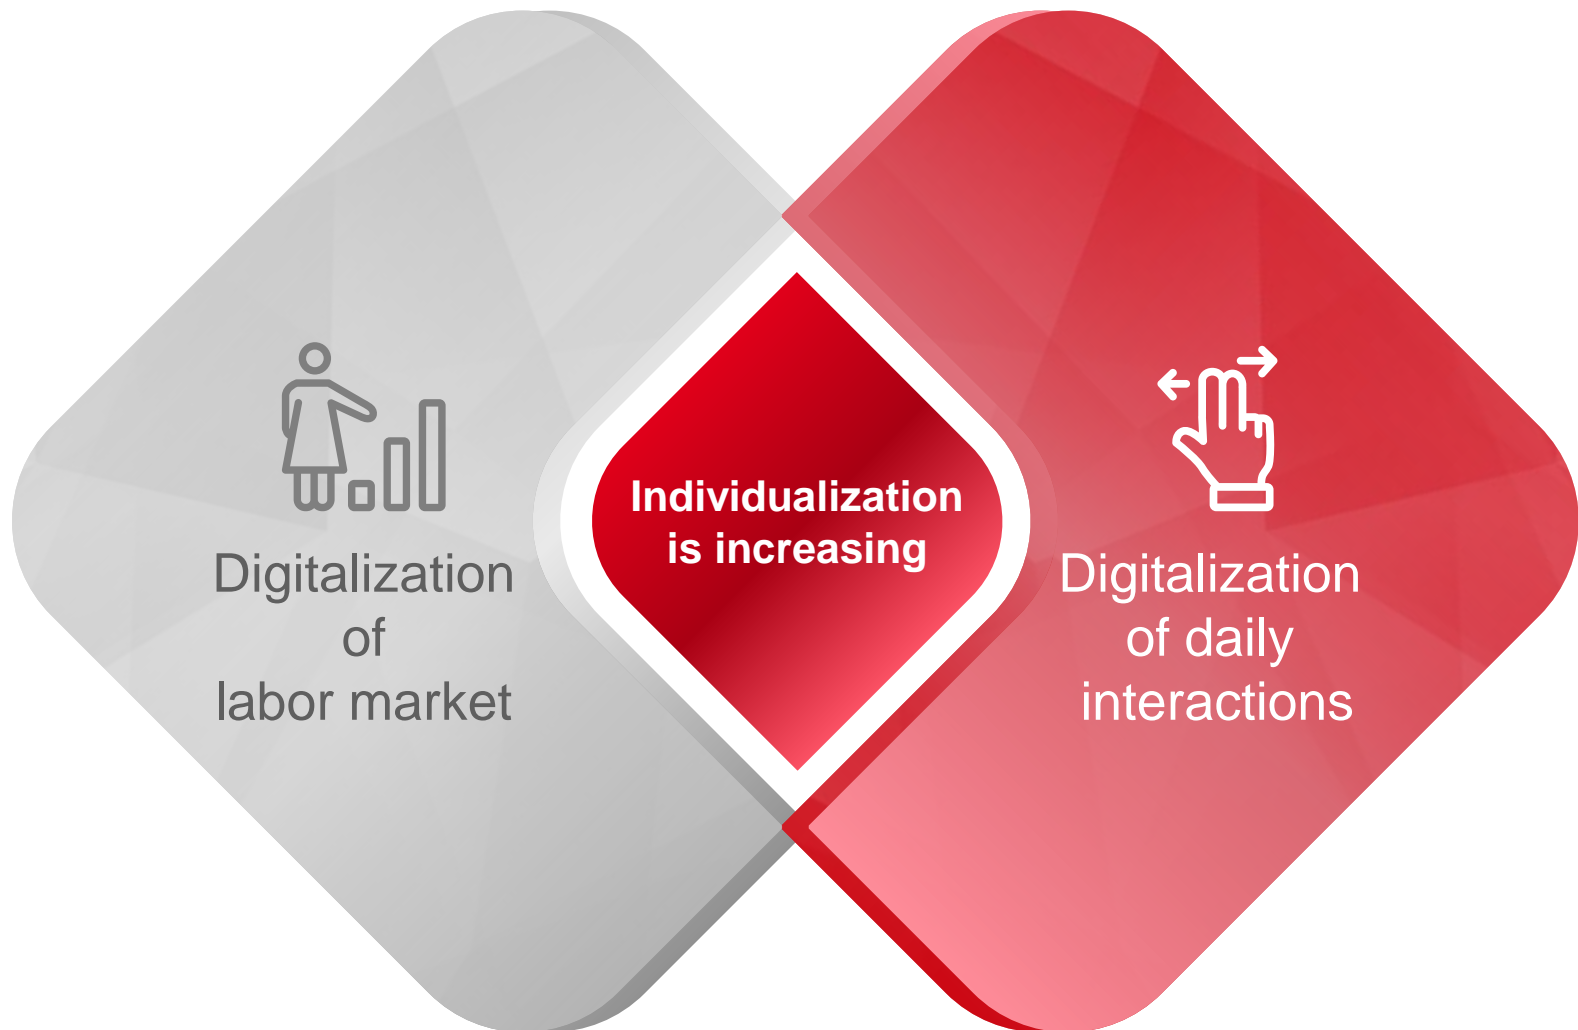 Digitalization
of
labor market
Individualization
is increasing
Digitalization
of daily
interactions